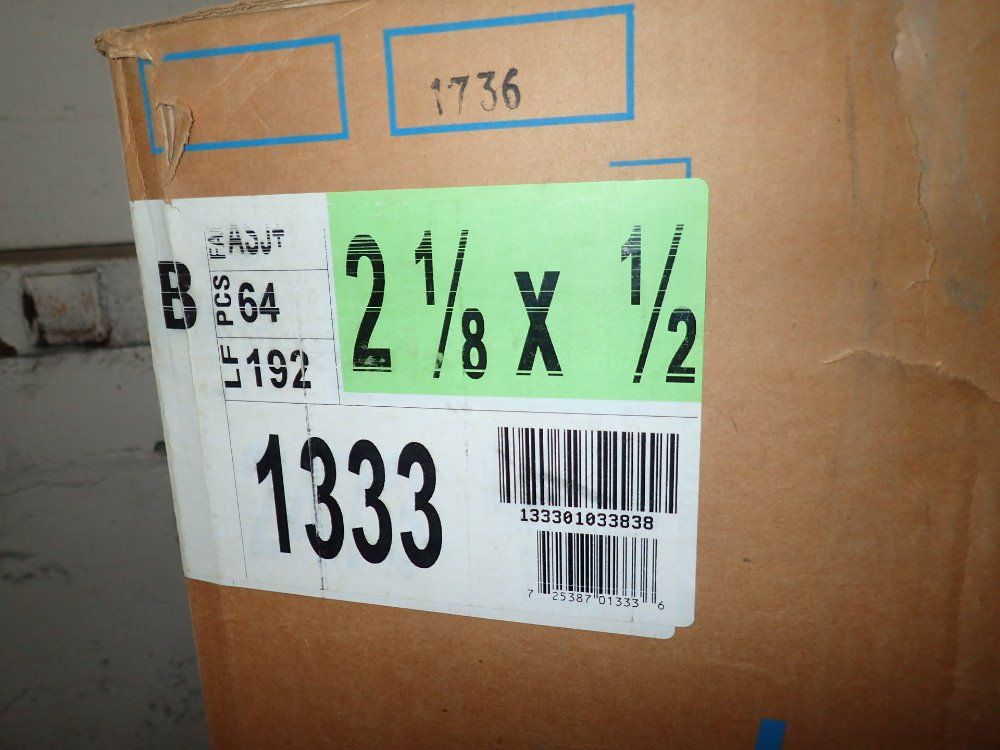 1736
B
PCS 64
LF 192
2 1/8 X 1/2
1333
133301033838
7 25387 01333 6